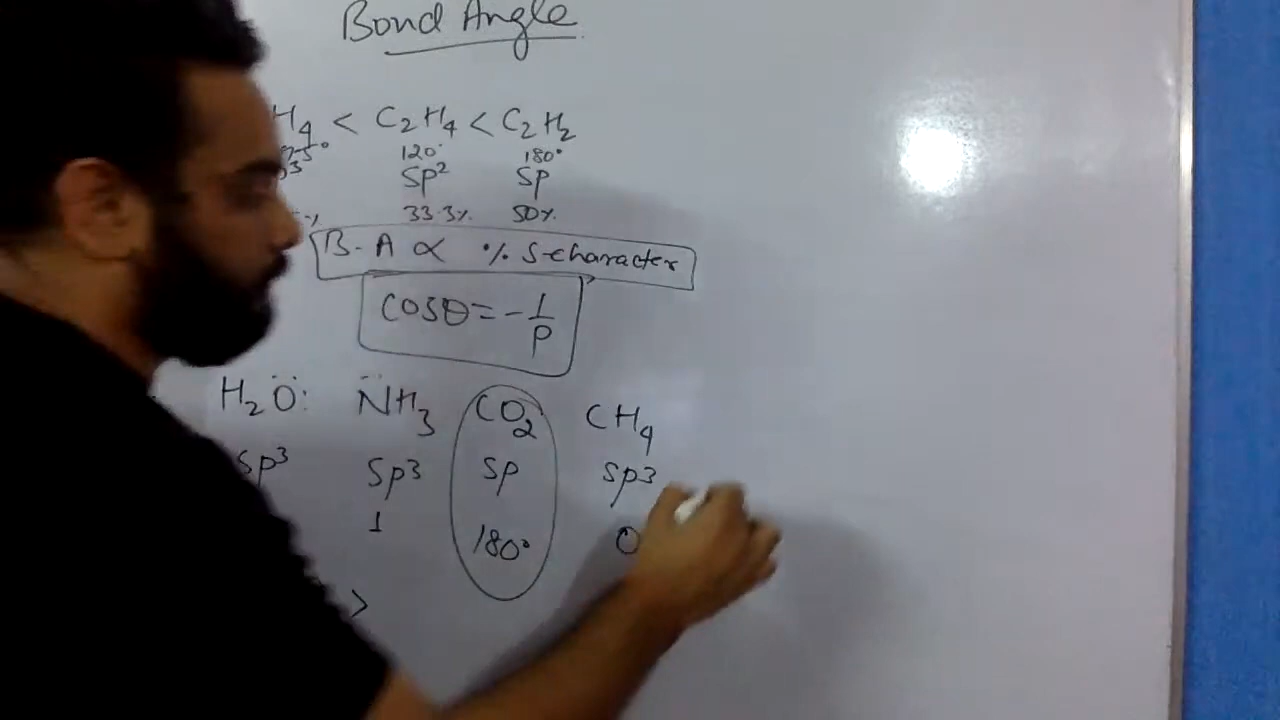 Bond Angle
H4 < C2H4 < C2H2
120° 180°
sp² sp
33.3% 50%
B-A ∝ % s-character
cosθ = -1/p
H2O: NH3 CO2 CH4
sp³ sp³ sp sp³
1 180° 0
>